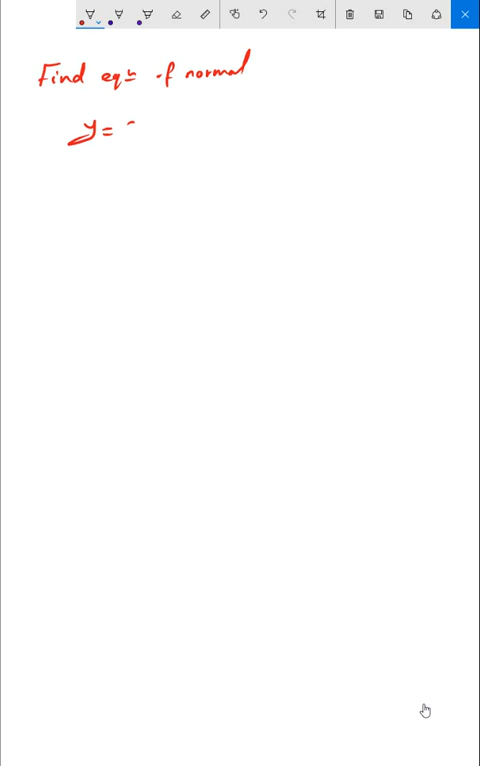 Find eqn of normal
y =